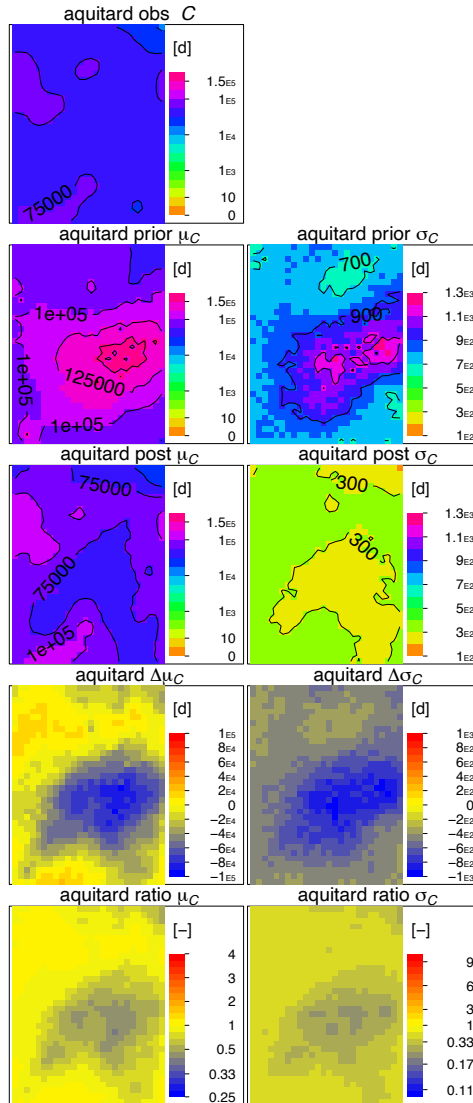 aquitard obs C
[d]
1.5E5
1E5
1E4
1E3
10
0
75000
aquitard prior μC
[d]
1.5E5
1E5
1E4
1E3
10
0
1e+05
1e+05
125000
1e+05
aquitard prior σC
[d]
1.3E3
1.1E3
9E2
7E2
5E2
3E2
1E2
700
900
aquitard post μC
[d]
1.5E5
1E5
1E4
1E3
10
0
75000
75000
1e+05
aquitard post σC
[d]
1.3E3
1.1E3
9E2
7E2
5E2
3E2
1E2
300
300
aquitard ΔμC
[d]
1E5
8E4
6E4
4E4
2E4
0
−2E4
−4E4
−6E4
−8E4
−1E5
aquitard ΔσC
[d]
1E3
8E2
6E2
4E2
2E2
0
−2E2
−4E2
−6E2
−8E2
−1E3
aquitard ratio μC
[−]
4
3
2
1
0.5
0.33
0.25
aquitard ratio σC
[−]
9
6
3
1
0.33
0.17
0.11